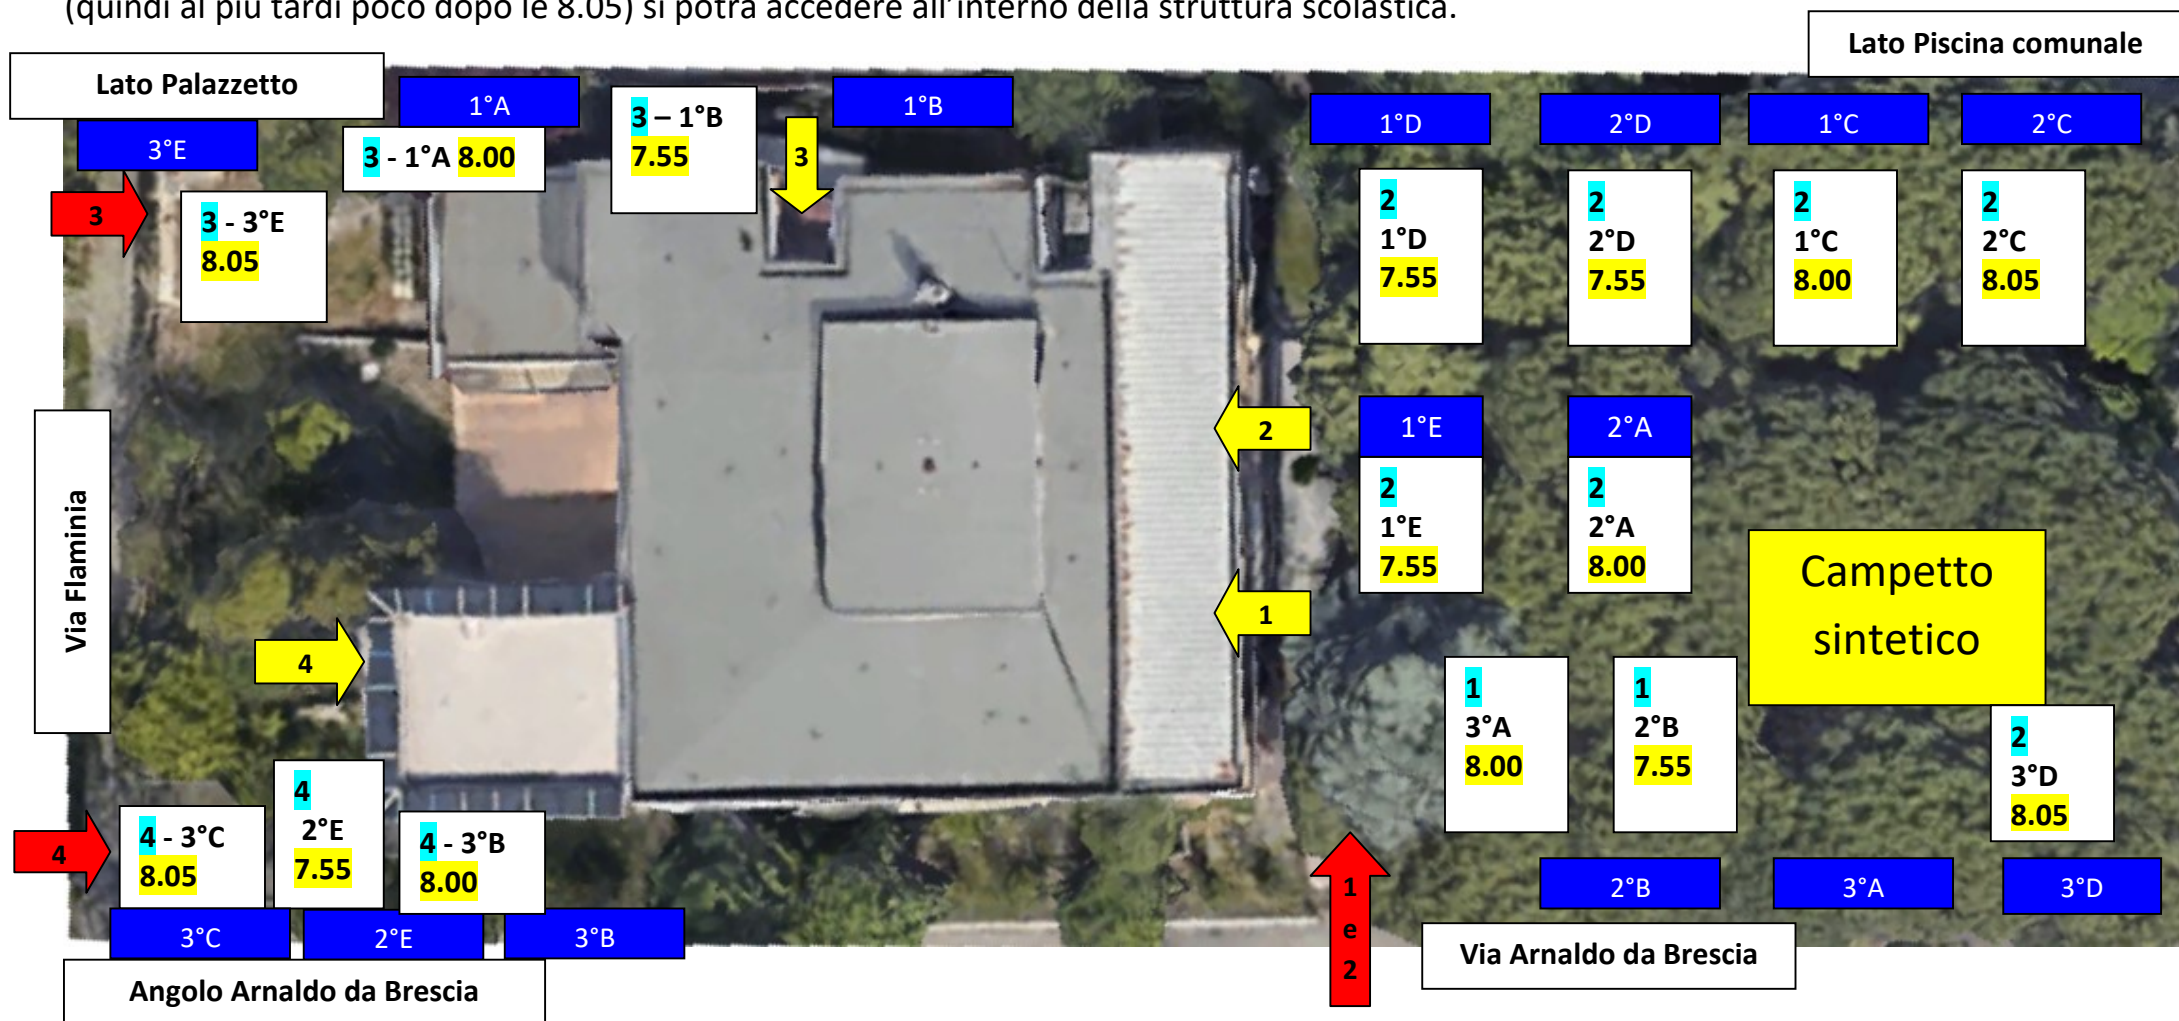 (quindi al più tardi poco dopo le 8.05) si potrà accedere all'interno della struttura scolastica.
Lato Piscina comunale
Lato Palazzetto
1°A
3 – 1°B
7.55
1°B
1°D
2°D
1°C
2°C
3°E
3 - 1°A 8.00
3
3
3 - 3°E
8.05
2
1°D
7.55
2
2°D
7.55
2
1°C
8.00
2
2°C
8.05
2
1°E
2°A
2
1°E
7.55
2
2°A
8.00
Via Flaminia
Campetto
sintetico
1
4
1
3°A
8.00
1
2°B
7.55
2
3°D
8.05
4
4 - 3°C
8.05
4
2°E
7.55
4 - 3°B
8.00
1
e
2
2°B
3°A
3°D
3°C
2°E
3°B
Via Arnaldo da Brescia
Angolo Arnaldo da Brescia